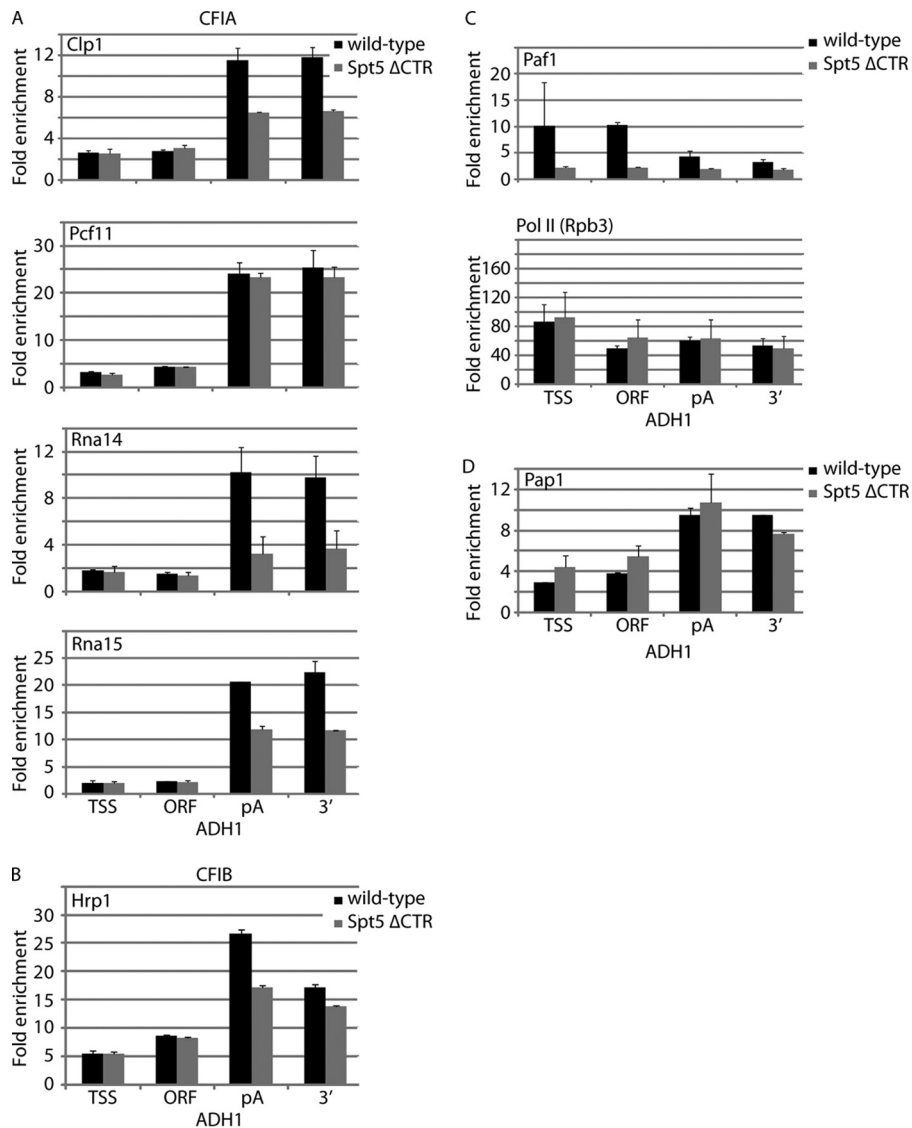 A
CFIA
Clp1
wild-type
Spt5 ΔCTR
Fold enrichment
12
8
4
0
Pcf11
Fold enrichment
30
20
10
0
Rna14
Fold enrichment
12
8
4
0
Rna15
Fold enrichment
25
20
15
10
5
0
TSS ORF pA 3′
ADH1
B
CFIB
Hrp1
wild-type
Spt5 ΔCTR
Fold enrichment
30
25
20
15
10
5
0
TSS ORF pA 3′
ADH1
C
wild-type
Spt5 ΔCTR
Paf1
Fold enrichment
25
20
15
10
5
0
Pol II (Rpb3)
Fold enrichment
160
120
80
40
0
TSS ORF pA 3′
ADH1
D
wild-type
Spt5 ΔCTR
Pap1
Fold enrichment
12
8
4
0
TSS ORF pA 3′
ADH1